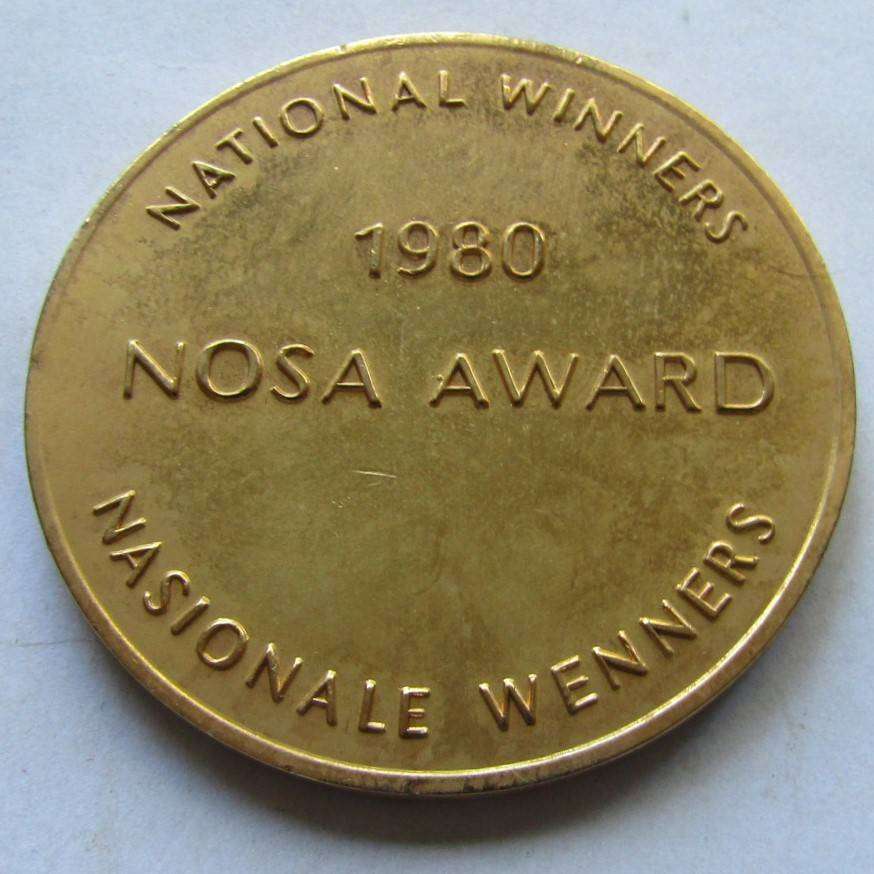 NATIONAL WINNERS
1980
NOSA AWARD
NASIONALE WENNERS